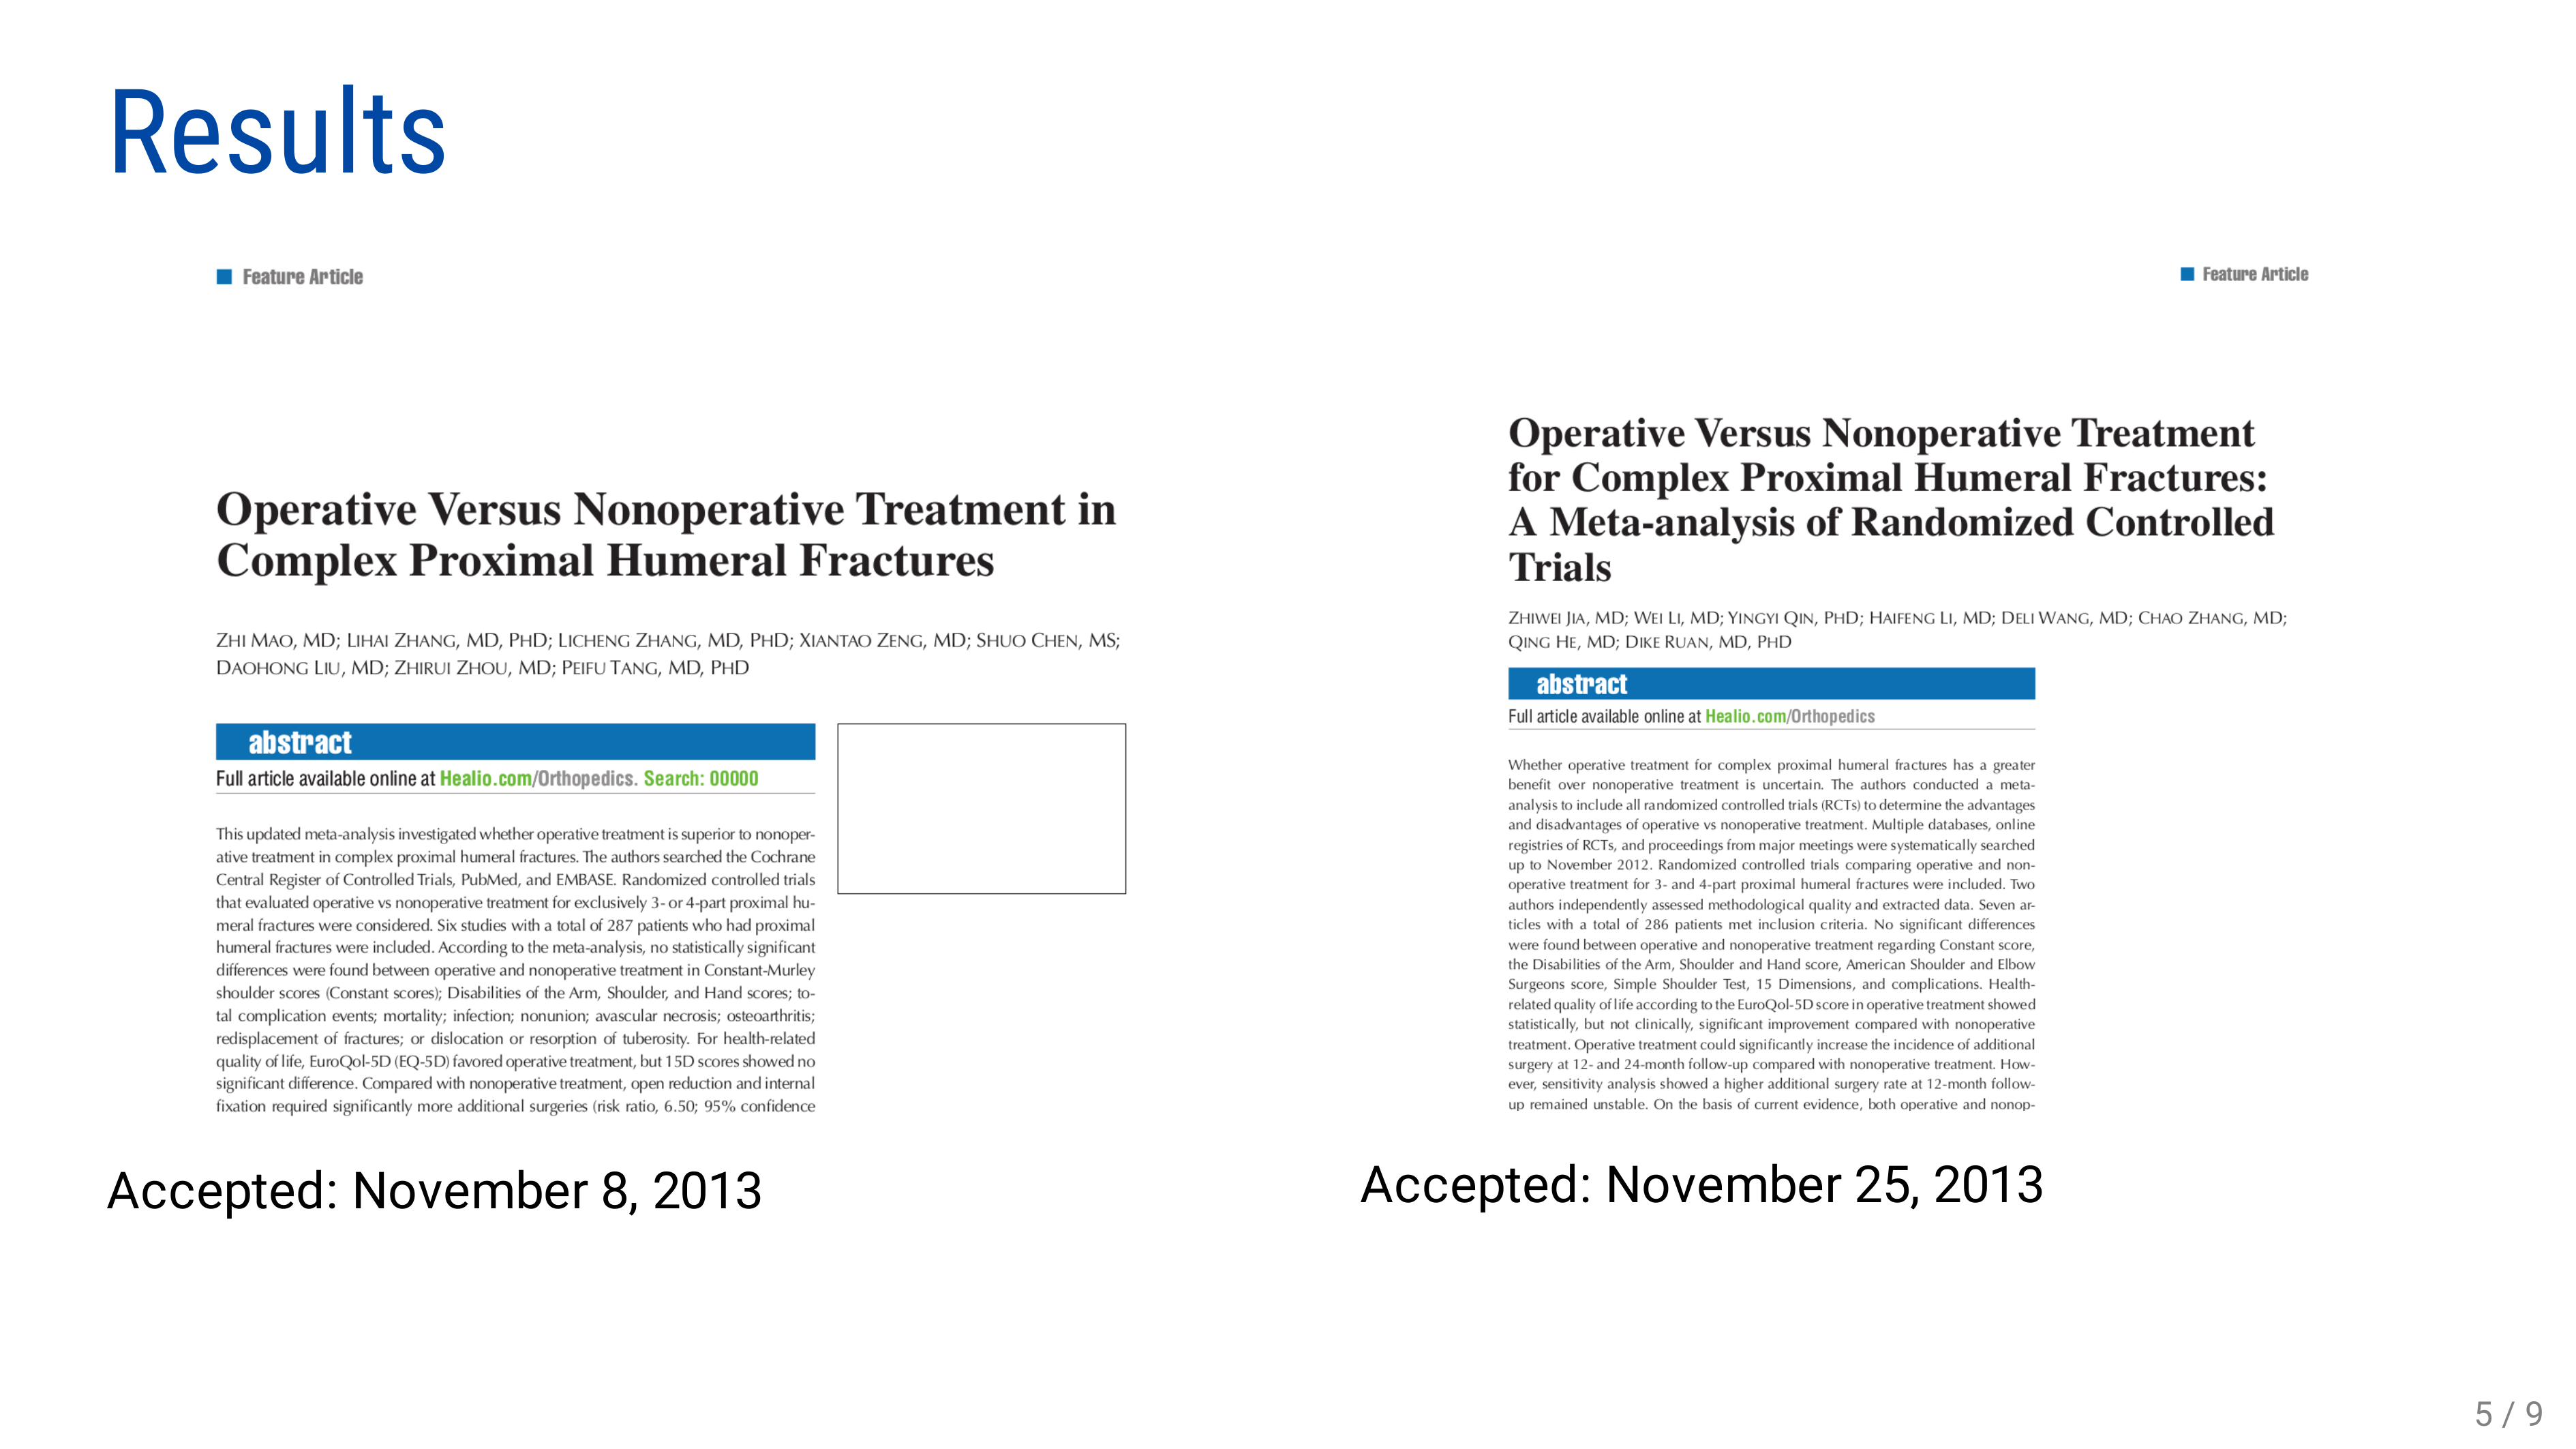 Results
Feature Article
Operative Versus Nonoperative Treatment in
Complex Proximal Humeral Fractures
ZHI MAO, MD; LIHAI ZHANG, MD, PHD; LICHENG ZHANG, MD, PHD; XIANTAO ZENG, MD; SHUO CHEN, MS;
DAOHONG LIU, MD; ZHIRUI ZHOU, MD; PEIFU TANG, MD, PHD
abstract
Full article available online at Healio.com/Orthopedics. Search: 00000
This updated meta-analysis investigated whether operative treatment is superior to nonoper-
ative treatment in complex proximal humeral fractures. The authors searched the Cochrane
Central Register of Controlled Trials, PubMed, and EMBASE. Randomized controlled trials
that evaluated operative vs nonoperative treatment for exclusively 3- or 4-part proximal hu-
meral fractures were considered. Six studies with a total of 287 patients who had proximal
humeral fractures were included. According to the meta-analysis, no statistically significant
differences were found between operative and nonoperative treatment in Constant-Murley
shoulder scores (Constant scores); Disabilities of the Arm, Shoulder, and Hand scores; to-
tal complication events; mortality; infection; nonunion; avascular necrosis; osteoarthritis;
redisplacement of fractures; or dislocation or resorption of tuberosity. For health-related
quality of life, EuroQol-5D (EQ-5D) favored operative treatment, but 15D scores showed no
significant difference. Compared with nonoperative treatment, open reduction and internal
fixation required significantly more additional surgeries (risk ratio, 6.50; 95% confidence
Accepted: November 8, 2013
Feature Article
Operative Versus Nonoperative Treatment
for Complex Proximal Humeral Fractures:
A Meta-analysis of Randomized Controlled
Trials
ZHIWEI JIA, MD; WEI LI, MD; YINGYI QIN, PHD; HAIFENG LI, MD; DELI WANG, MD; CHAO ZHANG, MD;
QING HE, MD; DIKE RUAN, MD, PHD
abstract
Full article available online at Healio.com/Orthopedics
Whether operative treatment for complex proximal humeral fractures has a greater
benefit over nonoperative treatment is uncertain. The authors conducted a meta-
analysis to include all randomized controlled trials (RCTs) to determine the advantages
and disadvantages of operative vs nonoperative treatment. Multiple databases, online
registries of RCTs, and proceedings from major meetings were systematically searched
up to November 2012. Randomized controlled trials comparing operative and non-
operative treatment for 3- and 4-part proximal humeral fractures were included. Two
authors independently assessed methodological quality and extracted data. Seven ar-
ticles with a total of 286 patients met inclusion criteria. No significant differences
were found between operative and nonoperative treatment regarding Constant score,
the Disabilities of the Arm, Shoulder and Hand score, American Shoulder and Elbow
Surgeons score, Simple Shoulder Test, 15 Dimensions, and complications. Health-
related quality of life according to the EuroQol-5D score in operative treatment showed
statistically, but not clinically, significant improvement compared with nonoperative
treatment. Operative treatment could significantly increase the incidence of additional
surgery at 12- and 24-month follow-up compared with nonoperative treatment. How-
ever, sensitivity analysis showed a higher additional surgery rate at 12-month follow-
up remained unstable. On the basis of current evidence, both operative and nonop-
Accepted: November 25, 2013
5 / 9